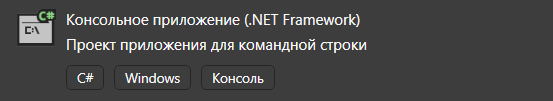 C#
C:\
Консольное приложение (.NET Framework)
Проект приложения для командной строки
C# Windows Консоль